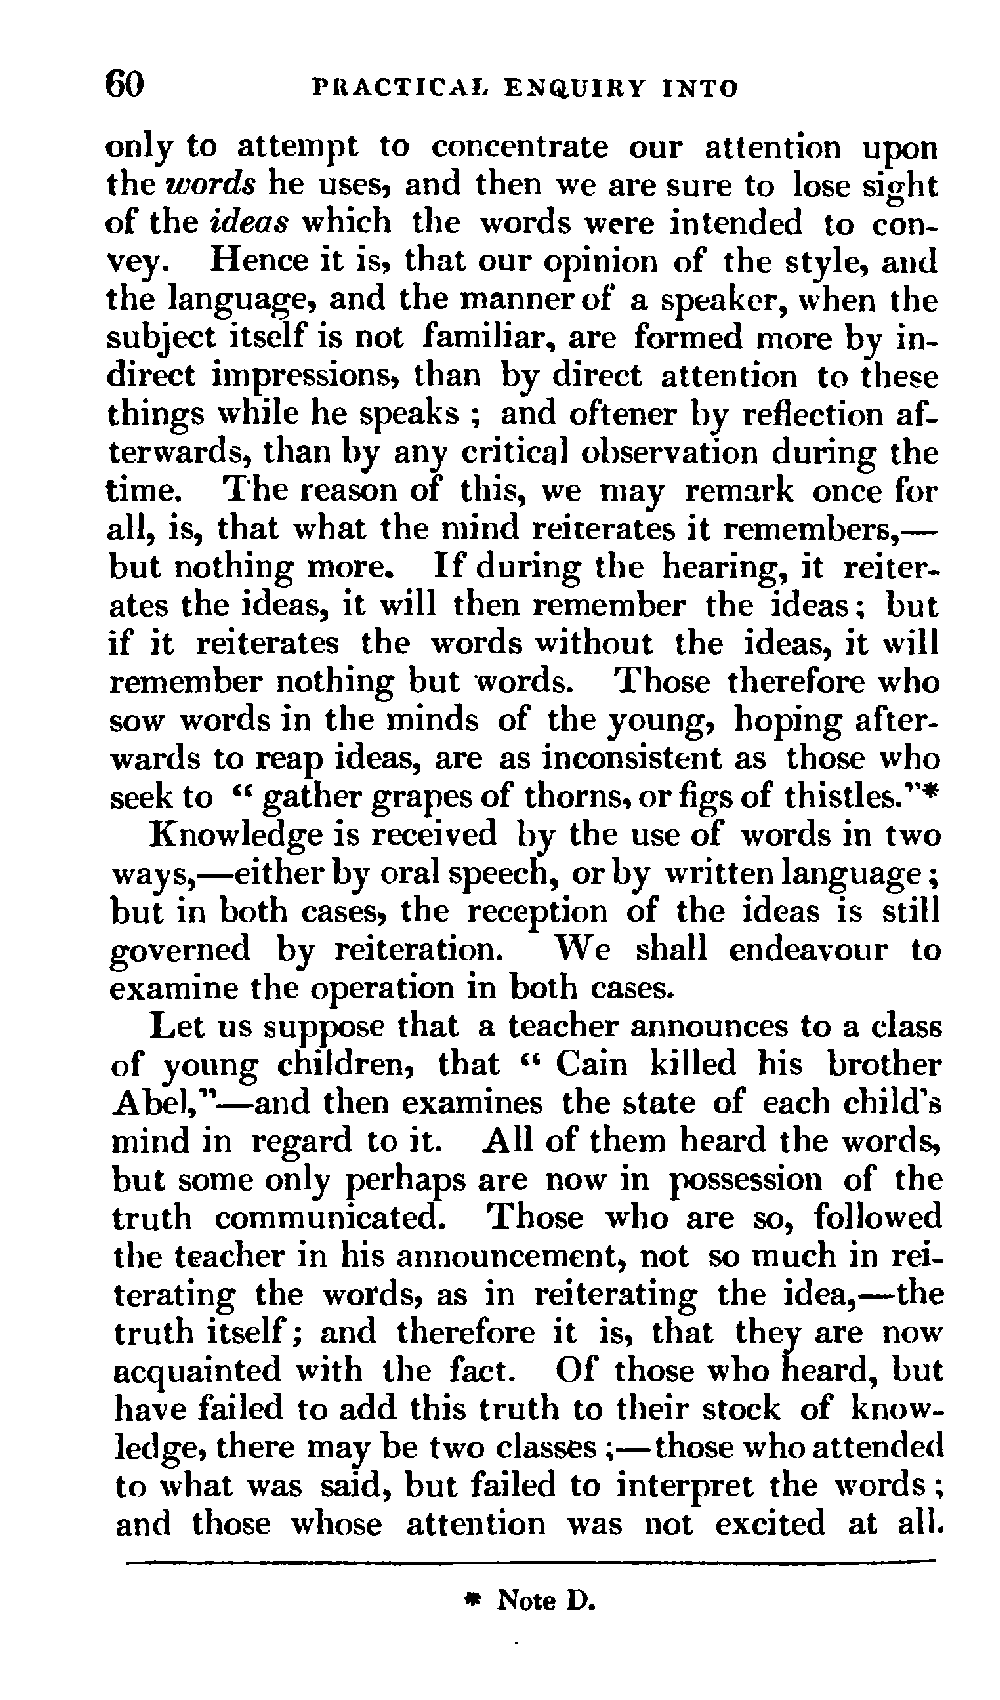 60 PRACTICAL ENQUIRY INTO
only to attempt to concentrate our attention upon
the words he uses, and then we are sure to lose sight
of the ideas which the words were intended to con-
vey. Hence it is, that our opinion of the style, and
the language, and the manner of a speaker, when the
subject itself is not familiar, are formed more by in-
direct impressions, than by direct attention to these
things while he speaks ; and oftener by reflection af-
terwards, than by any critical observation during the
time. The reason of this, we may remark once for
all, is, that what the mind reiterates it remembers,—
but nothing more. If during the hearing, it reiter-
ates the ideas, it will then remember the ideas; but
if it reiterates the words without the ideas, it will
remember nothing but words. Those therefore who
sow words in the minds of the young, hoping after-
wards to reap ideas, are as inconsistent as those who
seek to “ gather grapes of thorns, or figs of thistles.”*
Knowledge is received by the use of words in two
ways,—either by oral speech, or by written language ;
but in both cases, the reception of the ideas is still
governed by reiteration. We shall endeavour to
examine the operation in both cases.
Let us suppose that a teacher announces to a class
of young children, that “ Cain killed his brother
Abel,”—and then examines the state of each child's
mind in regard to it. All of them heard the words,
but some only perhaps are now in possession of the
truth communicated. Those who are so, followed
the teacher in his announcement, not so much in rei-
terating the words, as in reiterating the idea,—the
truth itself; and therefore it is, that they are now
acquainted with the fact. Of those who heard, but
have failed to add this truth to their stock of know-
ledge, there may be two classes ;—those who attended
to what was said, but failed to interpret the words ;
and those whose attention was not excited at all.
* Note D.